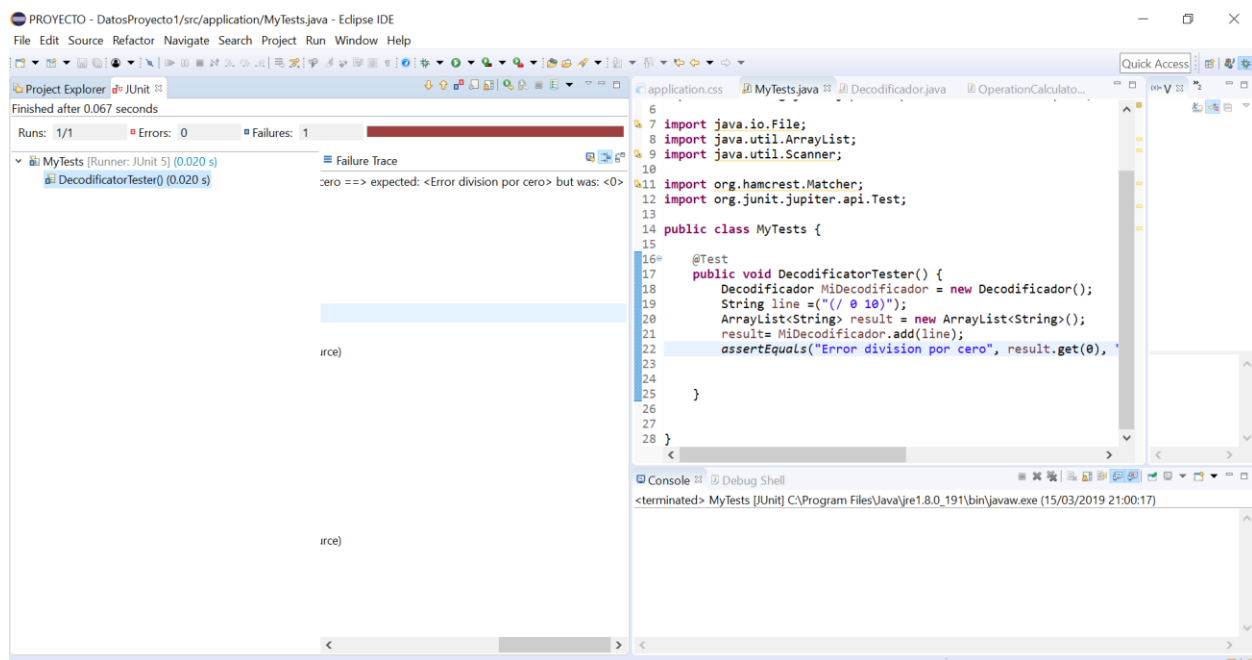 PROYECTO - DatosProyecto1/src/application/MyTests.java - Eclipse IDE
File Edit Source Refactor Navigate Search Project Run Window Help
Quick Access
Project Explorer JUnit
Finished after 0.067 seconds
Runs: 1/1 Errors: 0 Failures: 1
MyTests [Runner: JUnit 5] (0.020 s)
DecodificatorTester() (0.020 s)
Failure Trace
cero ==> expected: <Error division por cero> but was: <0>
urce)
urce)
application.css MyTests.java Decodificador.java OperationCalculato...
6
7 import java.io.File;
8 import java.util.ArrayList;
9 import java.util.Scanner;
10
11 import org.hamcrest.Matcher;
12 import org.junit.jupiter.api.Test;
13
14 public class MyTests {
15
16 @Test
17 public void DecodificatorTester() {
18 Decodificador MiDecodificador = new Decodificador();
19 String line =("(/ 0 10)");
20 ArrayList<String> result = new ArrayList<String>();
21 result= MiDecodificador.add(line);
22 assertEquals("Error division por cero", result.get(0), "
23
24
25 }
26
27
28 }
(x)= V
2
Console Debug Shell
<terminated> MyTests [JUnit] C:\Program Files\Java\jre1.8.0_191\bin\javaw.exe (15/03/2019 21:00:17)